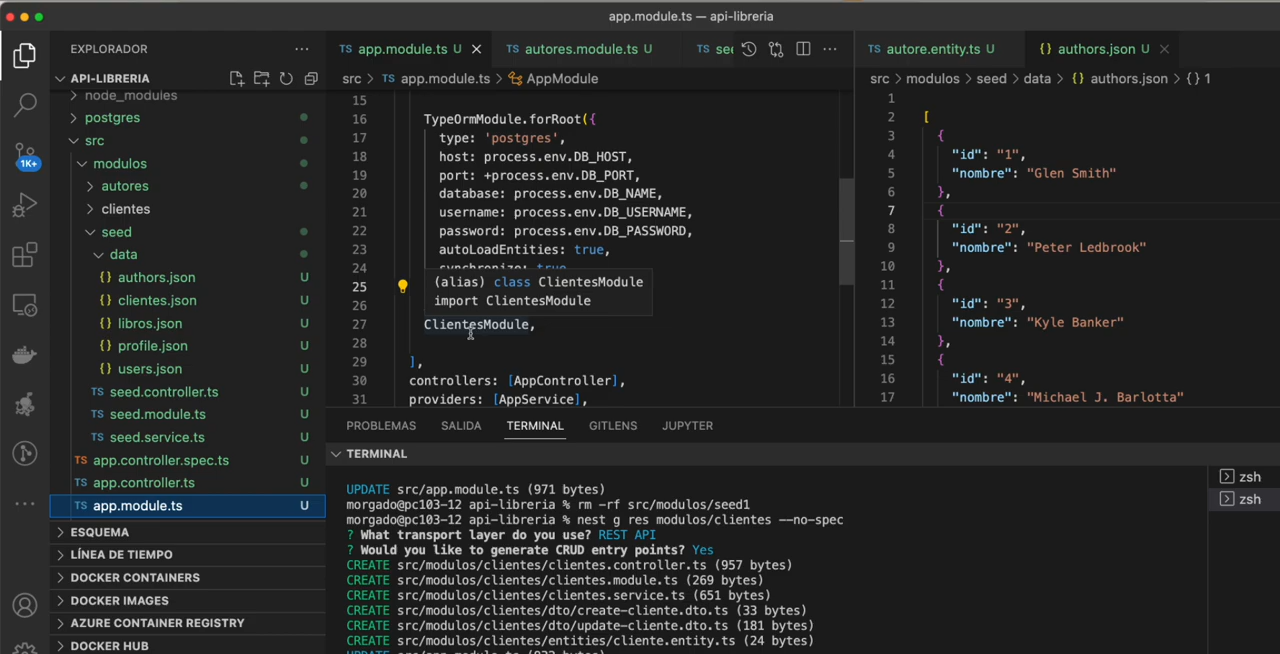 app.module.ts — api-libreria
EXPLORADOR
API-LIBRERIA
node_modules
postgres
src
modulos
autores
clientes
seed
data
{} authors.json U
{} clientes.json U
{} libros.json U
{} profile.json U
{} users.json U
TS seed.controller.ts U
TS seed.module.ts U
TS seed.service.ts U
TS app.controller.spec.ts U
TS app.controller.ts U
TS app.module.ts U
ESQUEMA
LÍNEA DE TIEMPO
DOCKER CONTAINERS
DOCKER IMAGES
AZURE CONTAINER REGISTRY
DOCKER HUB
1K+
TS app.module.ts U
TS autores.module.ts U
TS
src > TS app.module.ts > AppModule
15
16 TypeOrmModule.forRoot({
17 type: 'postgres',
18 host: process.env.DB_HOST,
19 port: +process.env.DB_PORT,
20 database: process.env.DB_NAME,
21 username: process.env.DB_USERNAME,
22 password: process.env.DB_PASSWORD,
23 autoLoadEntities: true,
24 synchronize: true
25
26
(alias) class ClientesModule
import ClientesModule
27 ClientesModule,
28
29 ],
30 controllers: [AppController],
31 providers: [AppService],
TS autore.entity.ts U
{} authors.json U
src > modulos > seed > data > {} authors.json > {} 1
1
2 [
3 {
4 "id": "1",
5 "nombre": "Glen Smith"
6 },
7 {
8 "id": "2",
9 "nombre": "Peter Ledbrook"
10 },
11 {
12 "id": "3",
13 "nombre": "Kyle Banker"
14 },
15 {
16 "id": "4",
17 "nombre": "Michael J. Barlotta"
PROBLEMAS SALIDA TERMINAL GITLENS JUPYTER
TERMINAL
UPDATE src/app.module.ts (971 bytes)
morgado@pc103-12 api-libreria % rm -rf src/modulos/seed1
morgado@pc103-12 api-libreria % nest g res modulos/clientes --no-spec
? What transport layer do you use? REST API
? Would you like to generate CRUD entry points? Yes
CREATE src/modulos/clientes/clientes.controller.ts (957 bytes)
CREATE src/modulos/clientes/clientes.module.ts (269 bytes)
CREATE src/modulos/clientes/clientes.service.ts (651 bytes)
CREATE src/modulos/clientes/dto/create-cliente.dto.ts (33 bytes)
CREATE src/modulos/clientes/dto/update-cliente.dto.ts (181 bytes)
CREATE src/modulos/clientes/entities/cliente.entity.ts (24 bytes)
zsh
zsh